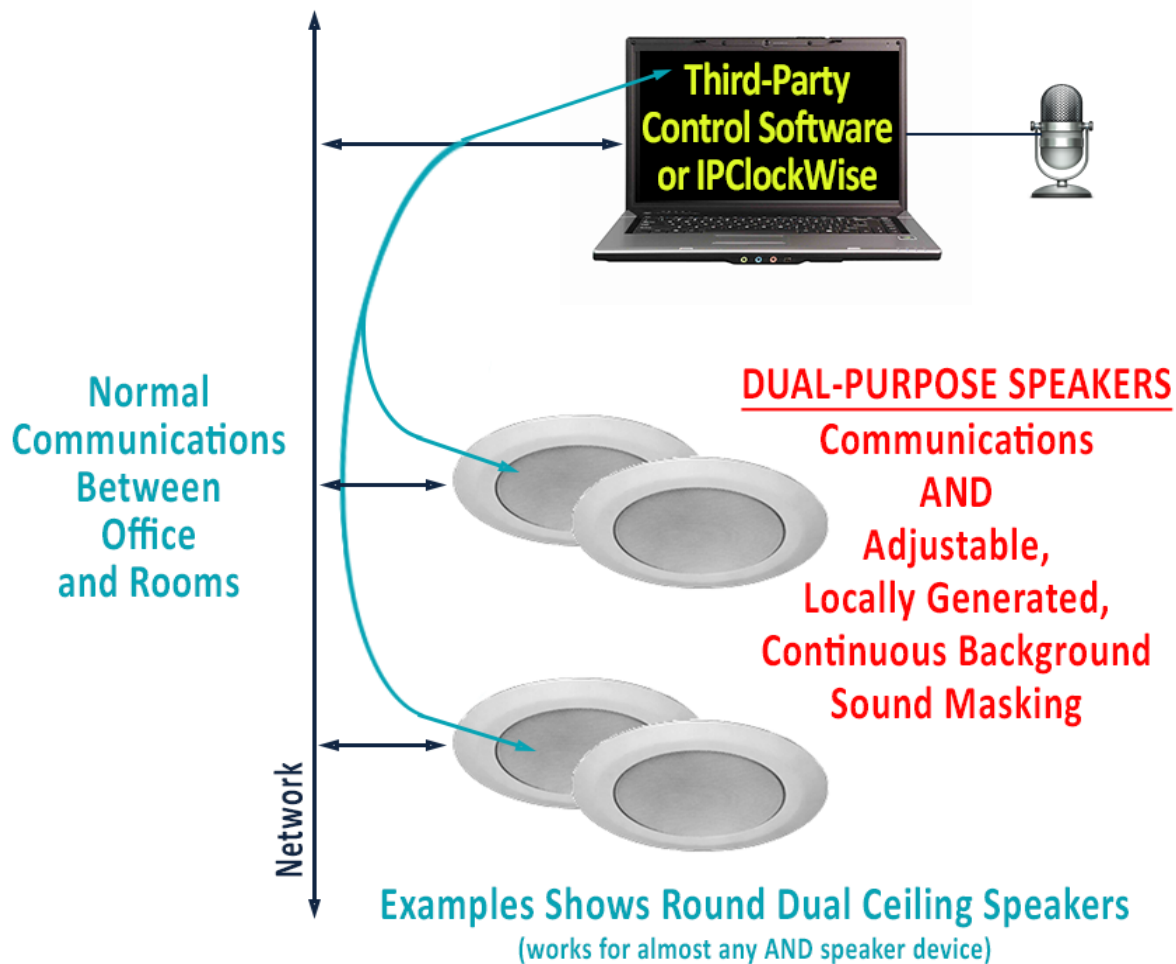 Third-Party
Control Software
or IPClockWise
Normal
Communications
Between
Office
and Rooms
DUAL-PURPOSE SPEAKERS
Communications
AND
Adjustable,
Locally Generated,
Continuous Background
Sound Masking
Network
Examples Shows Round Dual Ceiling Speakers
(works for almost any AND speaker device)